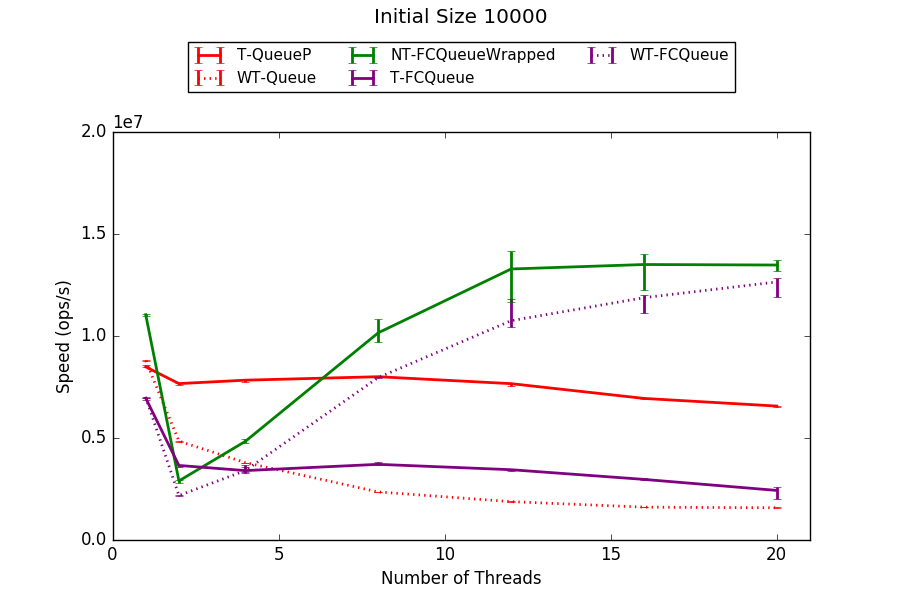 Initial Size 10000
T-QueueP NT-FCQueueWrapped WT-FCQueue
WT-Queue T-FCQueue
1e7
2.0
1.5
1.0
0.5
0.0
Speed (ops/s)
0 5 10 15 20
Number of Threads